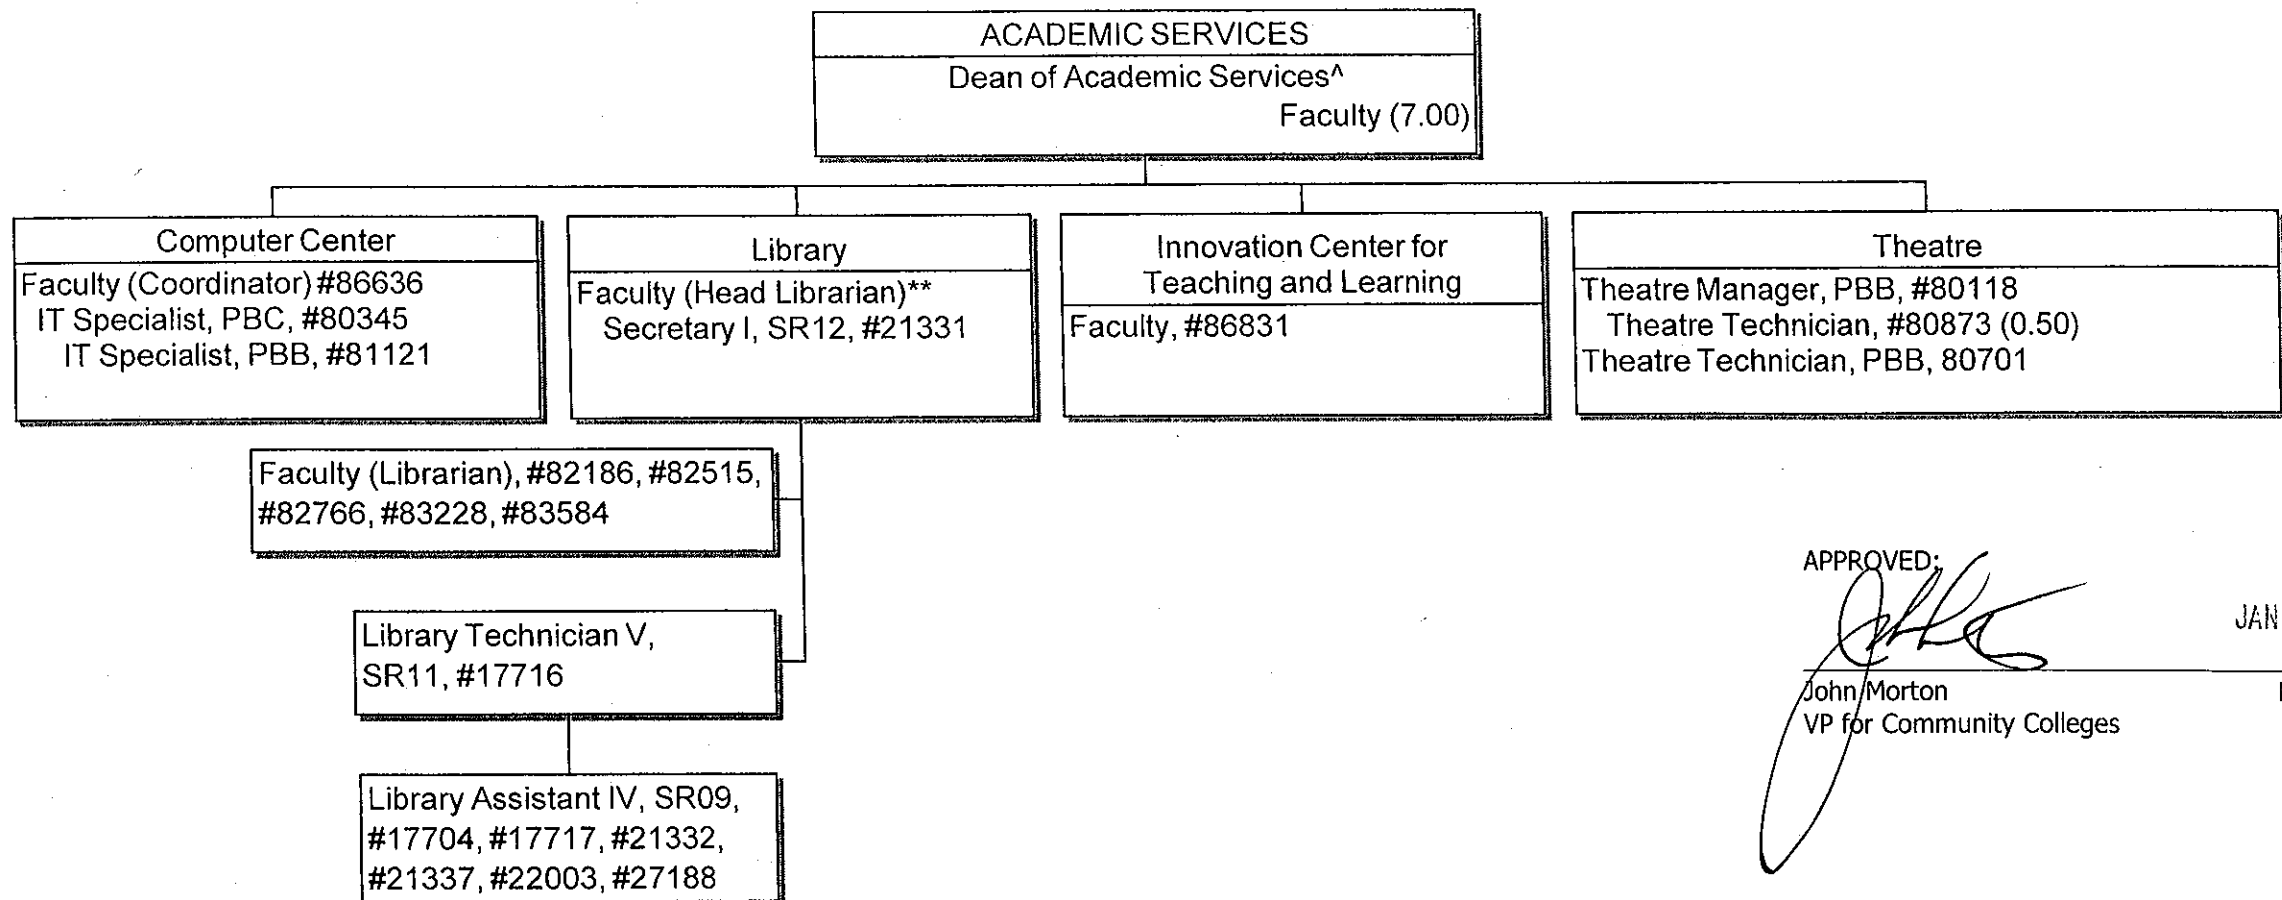 ACADEMIC SERVICES
Dean of Academic Services^
Faculty (7.00)
Computer Center
Faculty (Coordinator) #86636
IT Specialist, PBC, #80345
IT Specialist, PBB, #81121
Library
Faculty (Head Librarian)**
Secretary I, SR12, #21331
Innovation Center for
Teaching and Learning
Faculty, #86831
Theatre
Theatre Manager, PBB, #80118
Theatre Technician, #80873 (0.50)
Theatre Technician, PBB, 80701
Faculty (Librarian), #82186, #82515,
#82766, #83228, #83584
Library Technician V,
SR11, #17716
Library Assistant IV, SR09,
#17704, #17717, #21332,
#21337, #22003, #27188
APPROVED:
JAN
John Morton
VP for Community Colleges